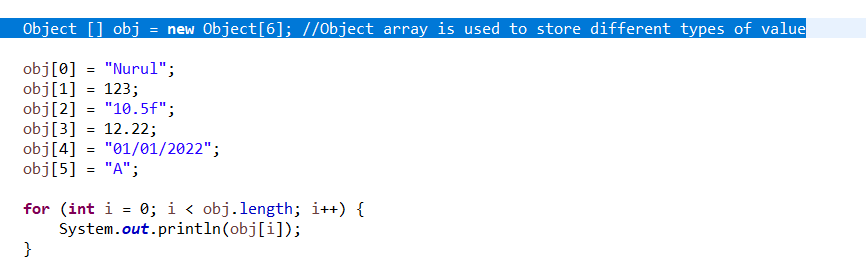 Object [] obj = new Object[6]; //Object array is used to store different types of value
obj[0] = "Nurul";
obj[1] = 123;
obj[2] = "10.5f";
obj[3] = 12.22;
obj[4] = "01/01/2022";
obj[5] = "A";
for (int i = 0; i < obj.length; i++) {
    System.out.println(obj[i]);
}